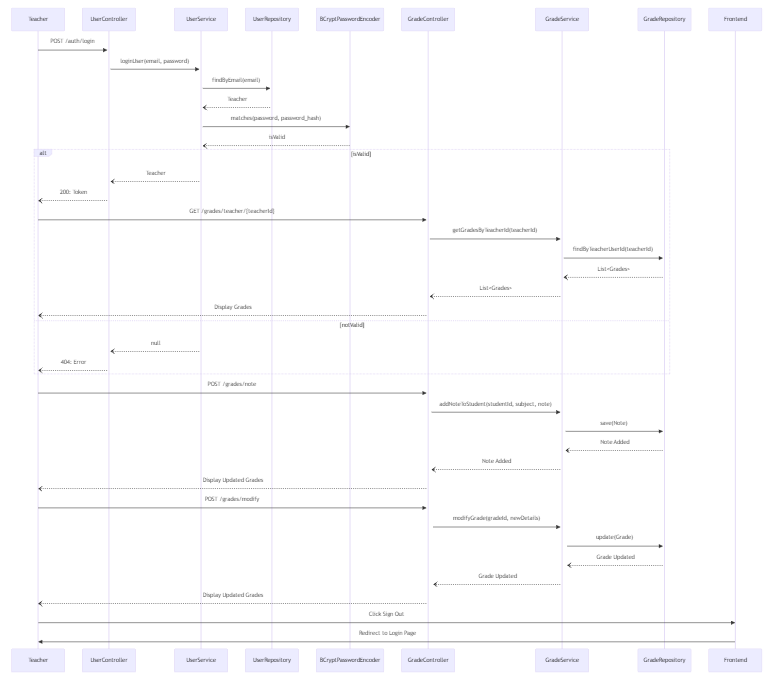 Teacher UserController UserService UserRepository BCryptPasswordEncoder GradeController GradeService GradeRepository Frontend
POST /auth/login
loginUser(email, password)
findByEmail(email)
Teacher
matches(password, password_hash)
isValid
alt [isValid]
Teacher
200: Token
GET /grades/teacher/{teacherId}
getGradesByTeacherId(teacherId)
findByTeacherUserId(teacherId)
List<Grades>
List<Grades>
Display Grades
[notValid]
null
404: Error
POST /grades/note
addNoteToStudent(studentId, subject, note)
save(Note)
Note Added
Note Added
Display Updated Grades
POST /grades/modify
modifyGrade(gradeId, newDetails)
update(Grade)
Grade Updated
Grade Updated
Display Updated Grades
Click Sign Out
Redirect to Login Page
Teacher UserController UserService UserRepository BCryptPasswordEncoder GradeController GradeService GradeRepository Frontend